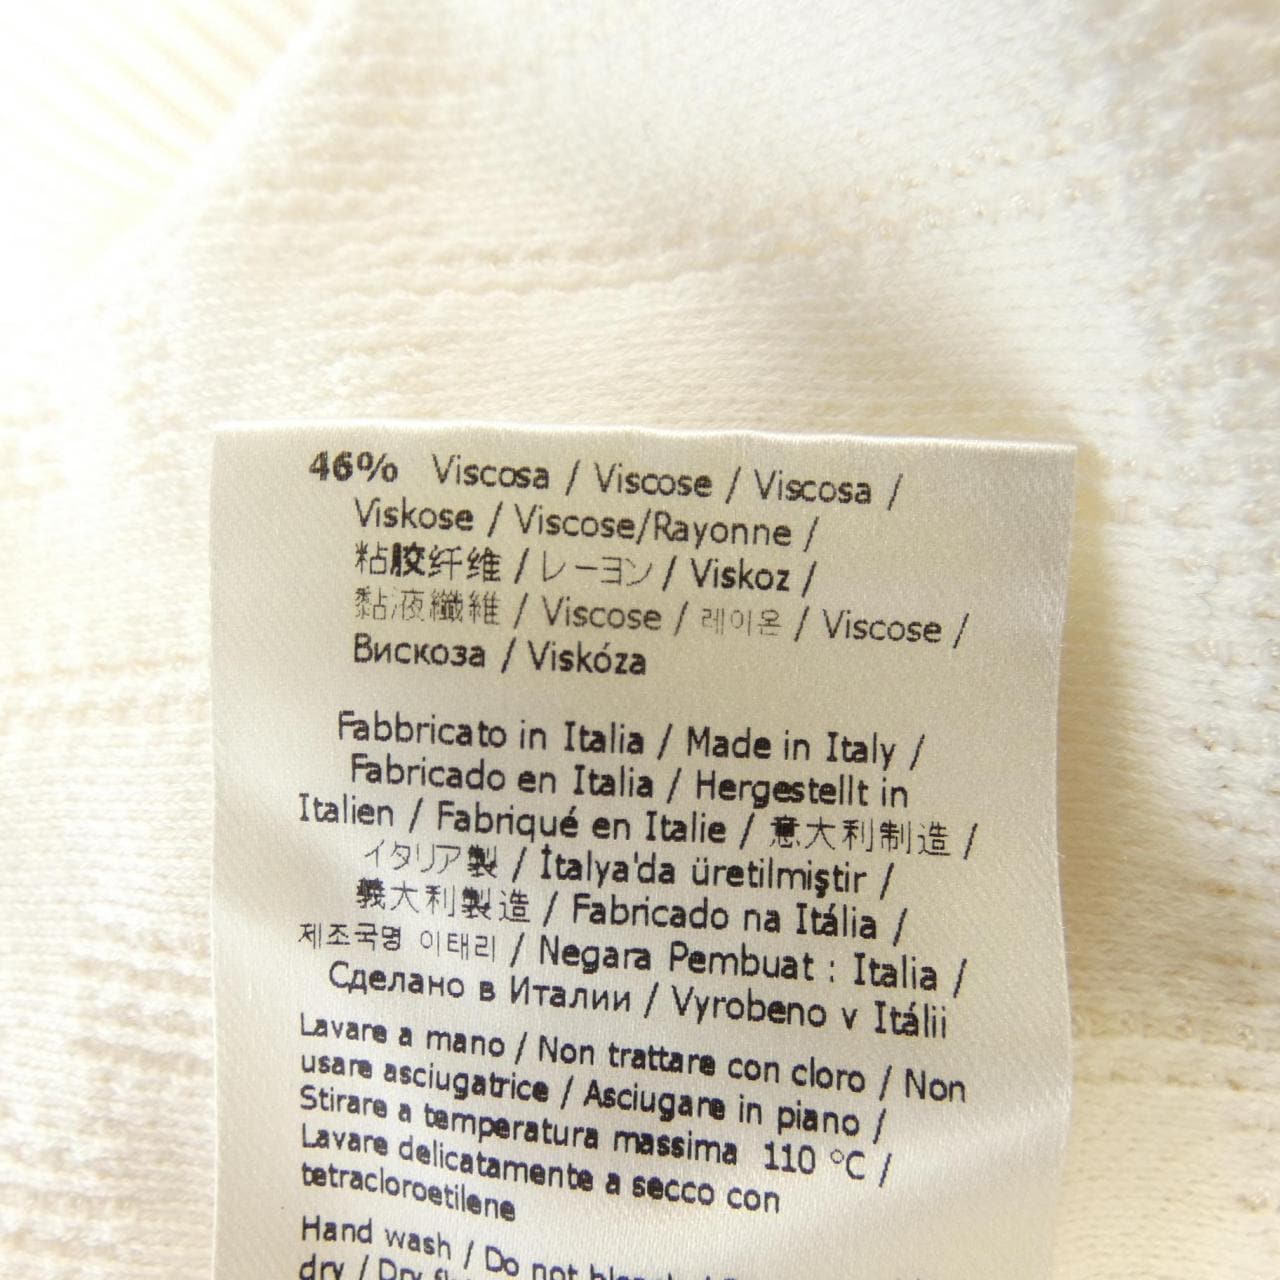 46% Viscosa / Viscose / Viscosa /
Viskose / Viscose/Rayonne /
粘胶纤维 / レーヨン / Viskoz /
黏液纖維 / Viscose / 레이온 / Viscose /
Вискоза / Viskóza
Fabbricato in Italia / Made in Italy /
Fabricado en Italia / Hergestellt in
Italien / Fabriqué en Italie / 意大利制造 /
イタリア製 / İtalya'da üretilmiştir /
義大利製造 / Fabricado na Itália /
제조국명 이태리 / Negara Pembuat : Italia /
Сделано в Италии / Vyrobeno v Itálii
Lavare a mano / Non trattare con cloro / Non
usare asciugatrice / Asciugare in piano /
Stirare a temperatura massima 110 °C /
Lavare delicatamente a secco con
tetracloroetilene
Hand wash / Do not
dry / Dry